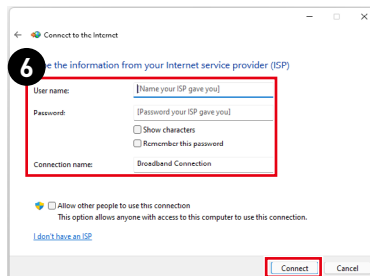 Connect to the Internet
6
e the information from your Internet service provider (ISP)
User name:
[Name your ISP gave you]
Password:
[Password your ISP gave you]
Show characters
Remember this password
Connection name:
Broadband Connection
Allow other people to use this connection
This option allows anyone with access to this computer to use this connection.
I don't have an ISP
Connect
Cancel